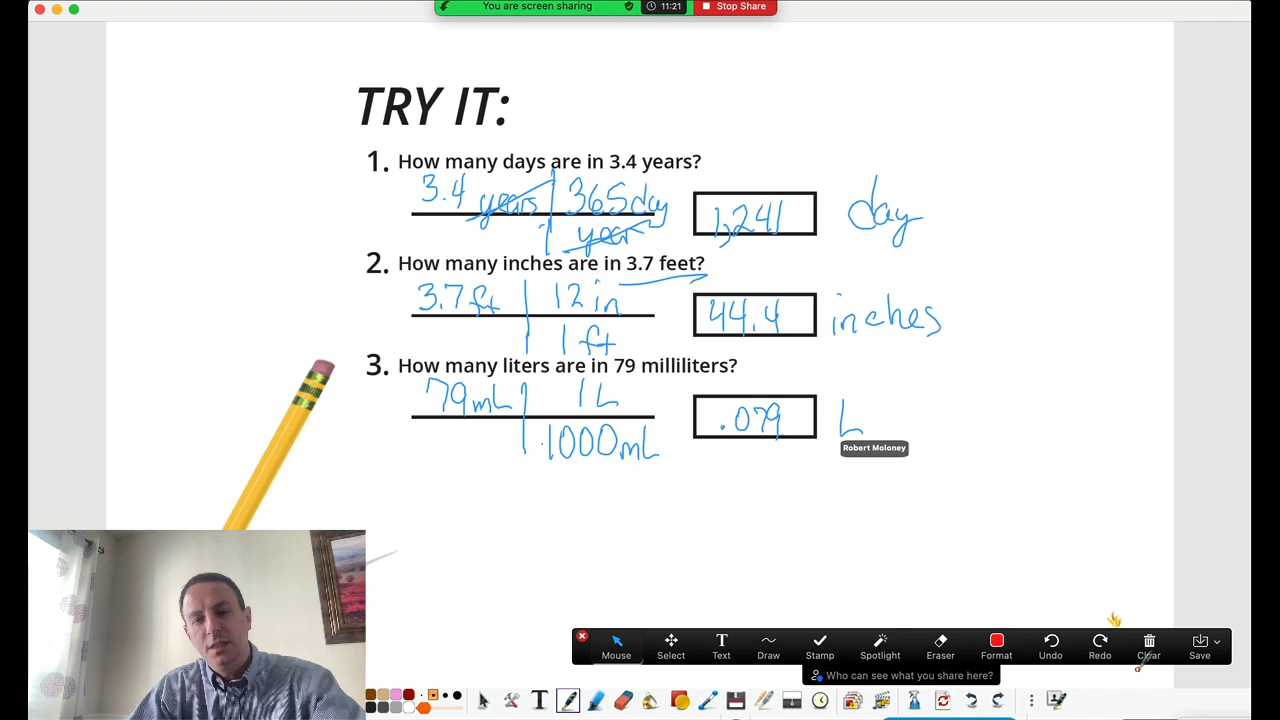 You are screen sharing 11:21 Stop Share
TRY IT:
1. How many days are in 3.4 years?
3.4 years 365 day
1 year
1,241 day
2. How many inches are in 3.7 feet?
3.7 ft 12 in
1 ft
44.4 inches
3. How many liters are in 79 milliliters?
79 mL 1 L
1000 mL
.079 L
Robert Moloney
Mouse Select Text Draw Stamp Spotlight Eraser Format Undo Redo Clear Save
Who can see what you share here?